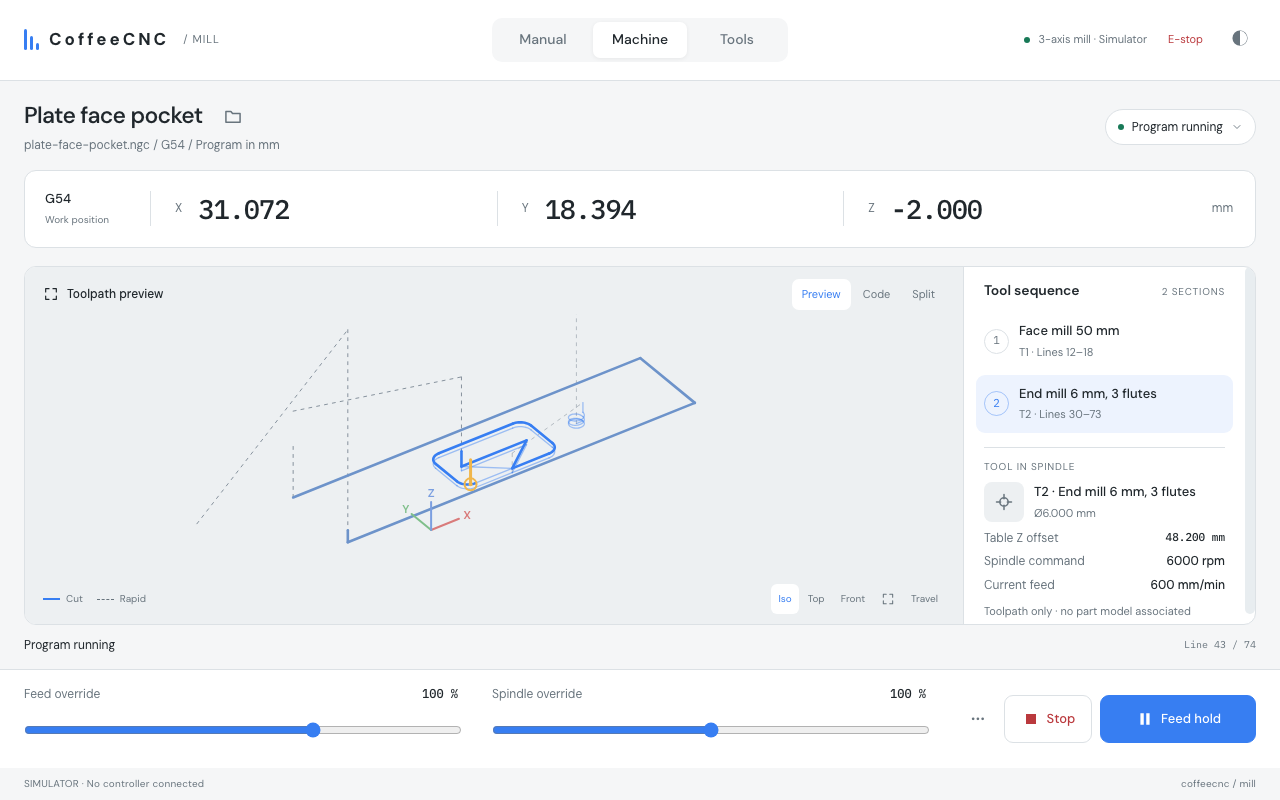 CoffeeCNC / MILL
Manual Machine Tools
3-axis mill · Simulator E-stop
Plate face pocket
plate-face-pocket.ngc / G54 / Program in mm
Program running
G54
Work position
X 31.072
Y 18.394
Z -2.000
mm
Toolpath preview
Preview Code Split
Z
Y
X
Cut Rapid
Iso Top Front Travel
Tool sequence 2 SECTIONS
1 Face mill 50 mm
T1 · Lines 12–18
2 End mill 6 mm, 3 flutes
T2 · Lines 30–73
TOOL IN SPINDLE
T2 · End mill 6 mm, 3 flutes
Ø6.000 mm
Table Z offset 48.200 mm
Spindle command 6000 rpm
Current feed 600 mm/min
Toolpath only · no part model associated
Program running Line 43 / 74
Feed override 100 %
Spindle override 100 %
Stop
Feed hold
SIMULATOR · No controller connected coffeecnc / mill